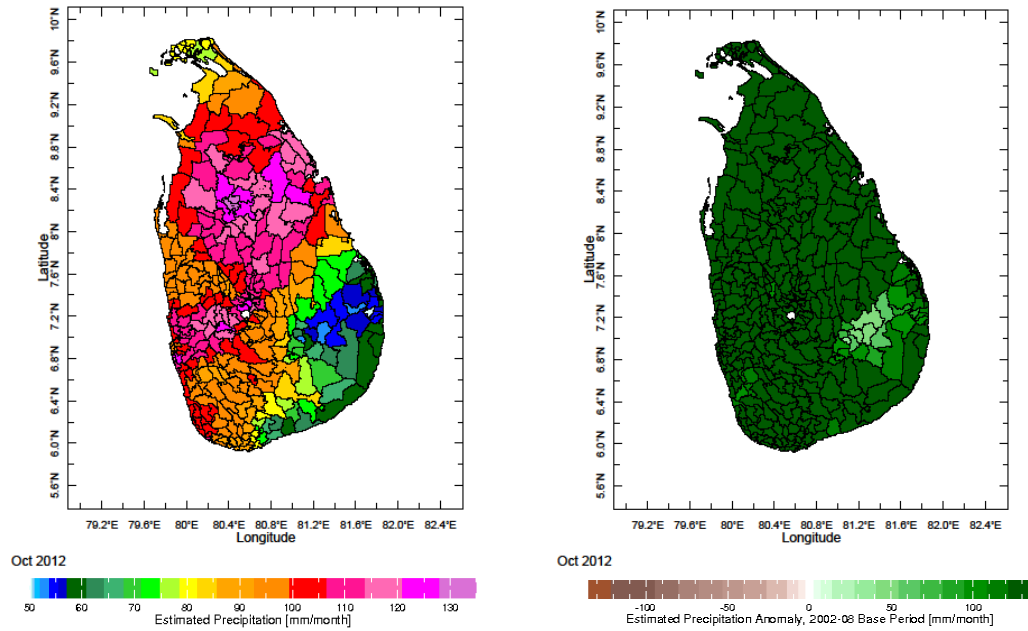 10°N
9.6°N
9.2°N
8.8°N
8.4°N
8°N
7.6°N
7.2°N
6.8°N
6.4°N
6.0°N
5.6°N
Latitude
79.2°E 79.6°E 80°E 80.4°E 80.8°E 81.2°E 81.6°E 82.0°E 82.4°E
Longitude
Oct 2012
50 60 70 80 90 100 110 120 130
Estimated Precipitation [mm/month]
10°N
9.6°N
9.2°N
8.8°N
8.4°N
8°N
7.6°N
7.2°N
6.8°N
6.4°N
6.0°N
5.6°N
Latitude
79.2°E 79.6°E 80°E 80.4°E 80.8°E 81.2°E 81.6°E 82.0°E 82.4°E
Longitude
Oct 2012
-100 -50 0 50 100
Estimated Precipitation Anomaly, 2002-08 Base Period [mm/month]